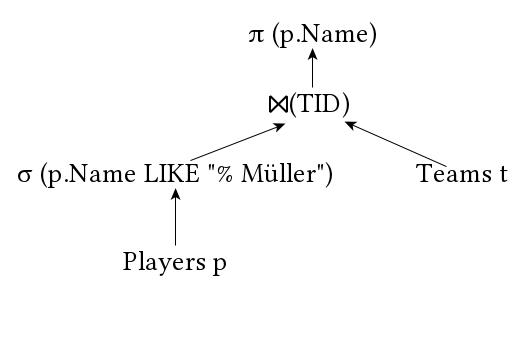 π (p.Name)
⋈(TID)
σ (p.Name LIKE "% Müller")
Teams t
Players p